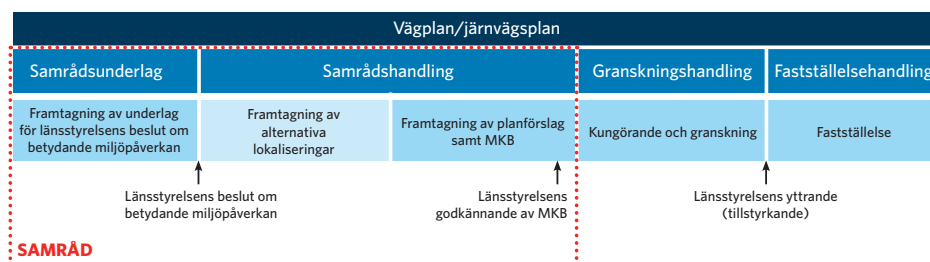 Vägplan/järnvägsplan
Samrådsunderlag
Samrådshandling
Granskningshandling
Fastställelsehandling
Framtagning av underlag
för länsstyrelsens beslut om
betydande miljöpåverkan
Framtagning av
alternativa
lokaliseringar
Framtagning av planförslag
samt MKB
Kungörande och granskning
Fastställelse
Länsstyrelsens beslut om
betydande miljöpåverkan
Länsstyrelsens
godkännande av MKB
Länsstyrelsens yttrande
(tillstyrkande)
SAMRÅD